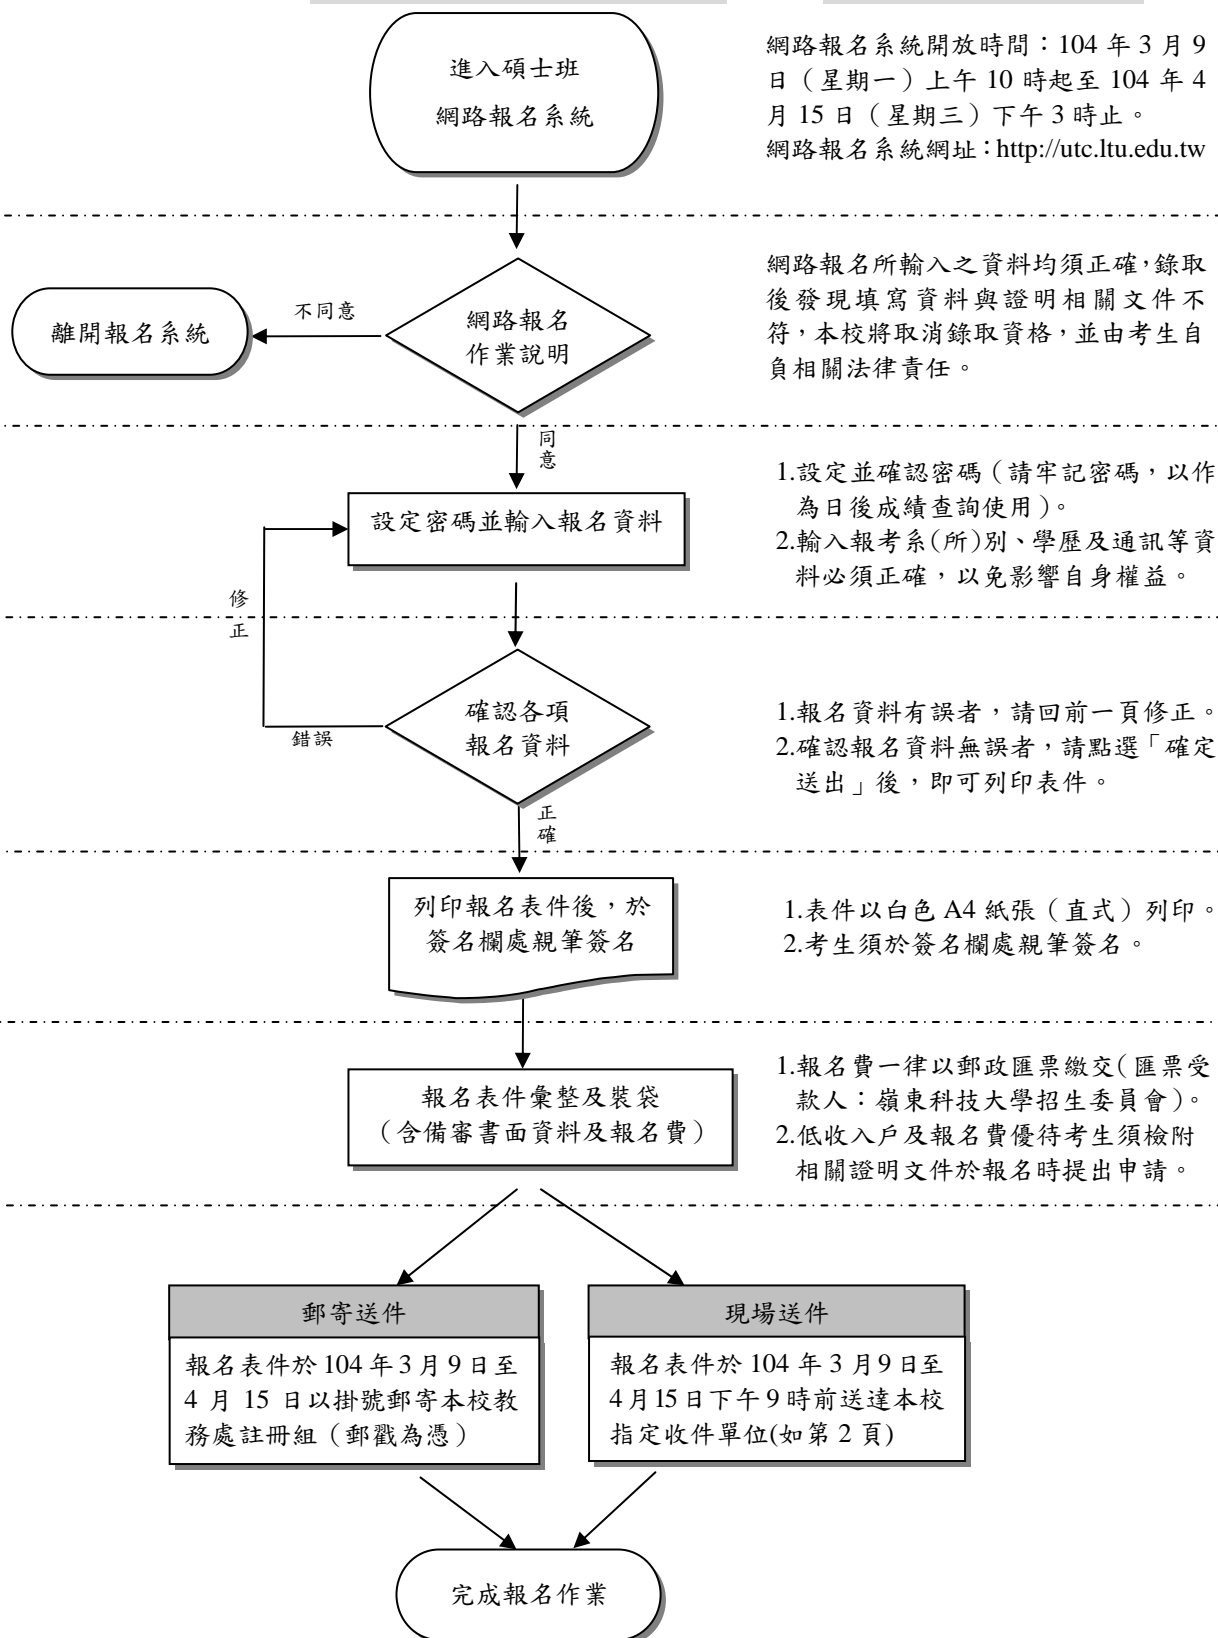 進入碩士班
網路報名系統
網路報名系統開放時間：104 年 3 月 9
日（星期一）上午 10 時起至 104 年 4
月 15 日（星期三）下午 3 時止。
網路報名系統網址：http://utc.ltu.edu.tw
離開報名系統
不同意
網路報名
作業說明
網路報名所輸入之資料均須正確，錄取
後發現填寫資料與證明相關文件不
符，本校將取消錄取資格，並由考生自
負相關法律責任。
同
意
設定密碼並輸入報名資料
1.設定並確認密碼（請牢記密碼，以作
為日後成績查詢使用）。
2.輸入報考系(所)別、學歷及通訊等資
料必須正確，以免影響自身權益。
修
正
確認各項
報名資料
錯誤
1.報名資料有誤者，請回前一頁修正。
2.確認報名資料無誤者，請點選「確定
送出」後，即可列印表件。
正
確
列印報名表件後，於
簽名欄處親筆簽名
1.表件以白色 A4 紙張（直式）列印。
2.考生須於簽名欄處親筆簽名。
報名表件彙整及裝袋
（含備審書面資料及報名費）
1.報名費一律以郵政匯票繳交（匯票受
款人：嶺東科技大學招生委員會）。
2.低收入戶及報名費優待考生須檢附
相關證明文件於報名時提出申請。
郵寄送件
報名表件於 104 年 3 月 9 日至
4 月 15 日以掛號郵寄本校教
務處註冊組（郵戳為憑）
現場送件
報名表件於 104 年 3 月 9 日至
4 月 15 日下午 9 時前送達本校
指定收件單位(如第 2 頁)
完成報名作業